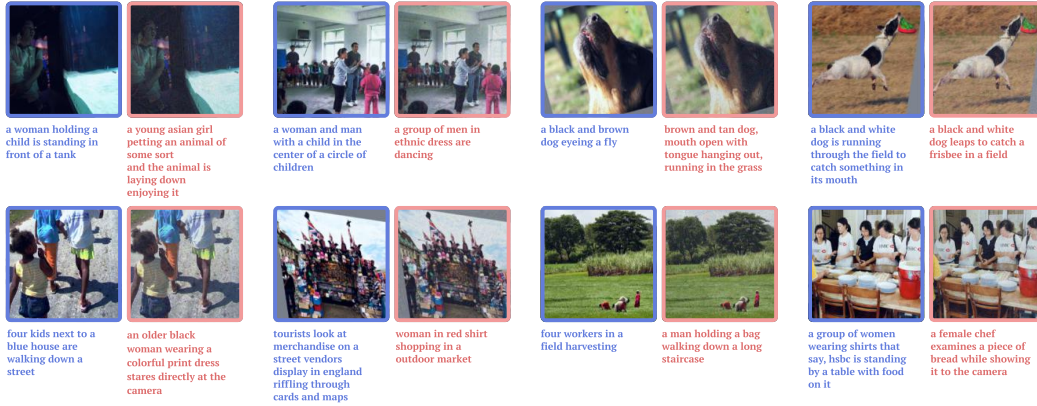 a woman holding a
child is standing in
front of a tank
a young asian girl
petting an animal of
some sort
and the animal is
laying down
enjoying it
a woman and man
with a child in the
center of a circle of
children
a group of men in
ethnic dress are
dancing
a black and brown
dog eyeing a fly
brown and tan dog,
mouth open with
tongue hanging out,
running in the grass
a black and white
dog is running
through the field to
catch something in
its mouth
a black and white
dog leaps to catch a
frisbee in a field
four kids next to a
blue house are
walking down a
street
an older black
woman wearing a
colorful print dress
stares directly at the
camera
tourists look at
merchandise on a
street vendors
display in england
riffling through
cards and maps
woman in red shirt
shopping in a
outdoor market
four workers in a
field harvesting
a man holding a bag
walking down a long
staircase
a group of women
wearing shirts that
say, hsbc is standing
by a table with food
on it
a female chef
examines a piece of
bread while showing
it to the camera